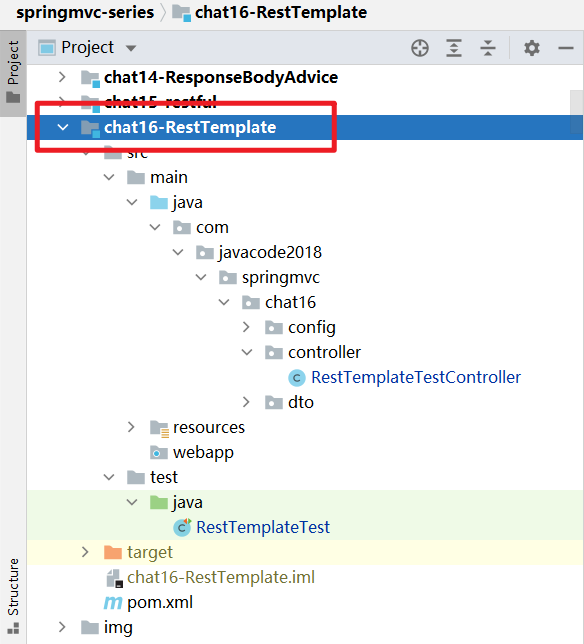 springmvc-series
chat16-RestTemplate
Project
Project
chat14-ResponseBodyAdvice
chat15-restful
chat16-RestTemplate
src
main
java
com
javacode2018
springmvc
chat16
config
controller
C RestTemplateTestController
dto
resources
webapp
test
java
C RestTemplateTest
target
chat16-RestTemplate.iml
m pom.xml
img
Structure